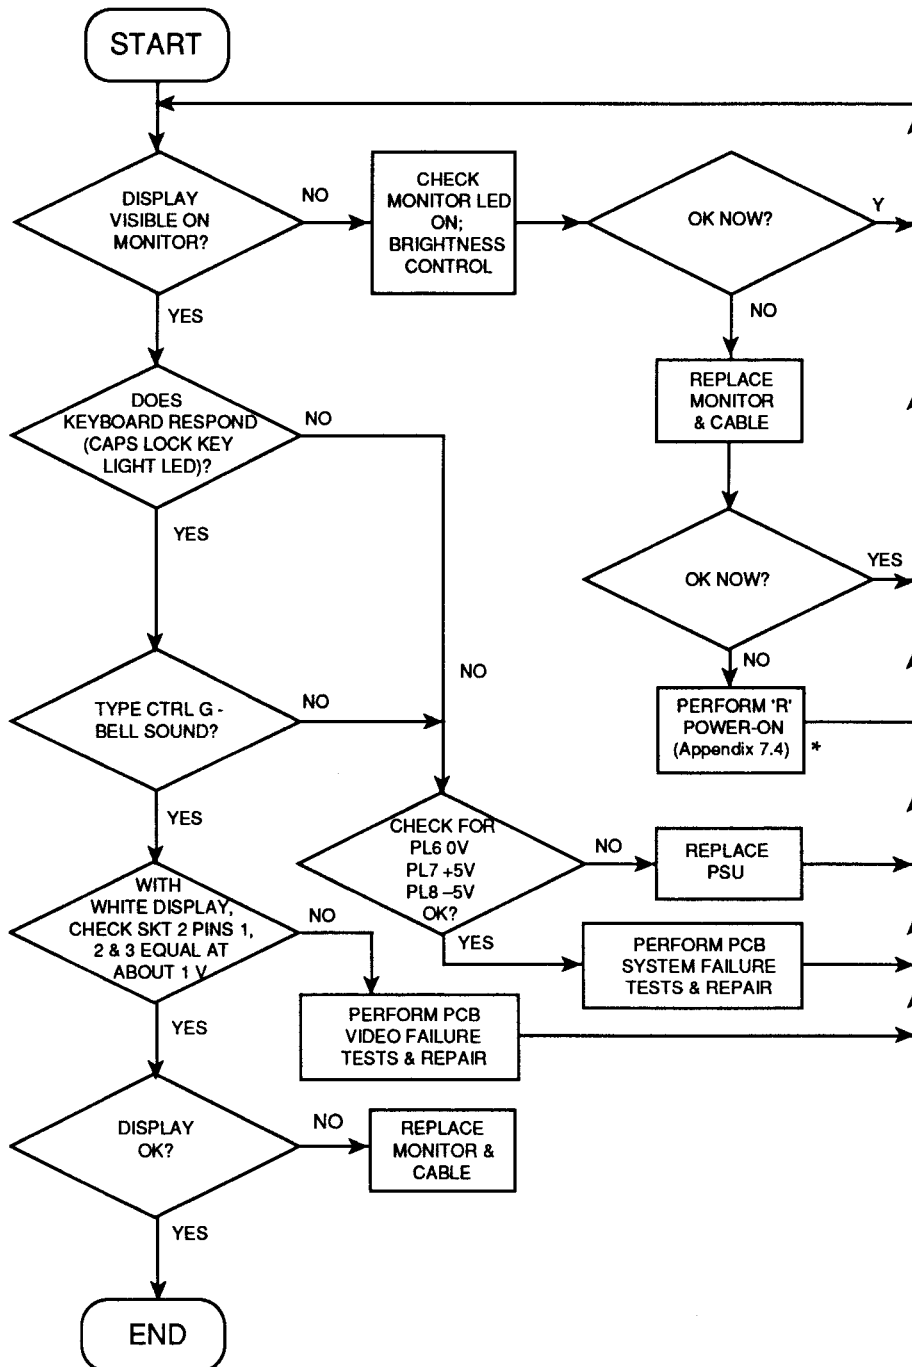 START
DISPLAY
VISIBLE ON
MONITOR?
NO
CHECK
MONITOR LED
ON;
BRIGHTNESS
CONTROL
OK NOW?
Y
YES
NO
DOES
KEYBOARD RESPOND
(CAPS LOCK KEY
LIGHT LED)?
NO
REPLACE
MONITOR
& CABLE
YES
OK NOW?
YES
NO
NO
TYPE CTRL G -
BELL SOUND?
NO
PERFORM 'R'
POWER-ON
(Appendix 7.4)
*
YES
CHECK FOR
PL6 0V
PL7 +5V
PL8 –5V
OK?
NO
REPLACE
PSU
YES
WITH
WHITE DISPLAY,
CHECK SKT 2 PINS 1,
2 & 3 EQUAL AT
ABOUT 1 V
NO
PERFORM PCB
SYSTEM FAILURE
TESTS & REPAIR
YES
PERFORM PCB
VIDEO FAILURE
TESTS & REPAIR
DISPLAY
OK?
NO
REPLACE
MONITOR &
CABLE
YES
END